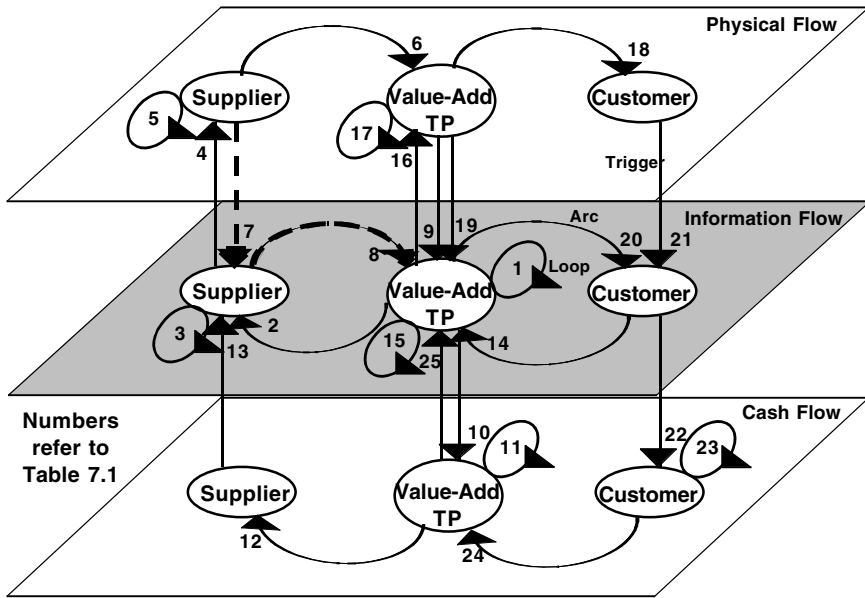 6
18
Physical Flow
Supplier
Value-Add
TP
Customer
5
4
17
16
Trigger
Information Flow
7
8
9
19
Arc
20
21
Supplier
Value-Add
TP
1
Loop
Customer
3
13
2
15
25
14
Cash Flow
Numbers
refer to
Table 7.1
10
11
22
23
Supplier
Value-Add
TP
Customer
12
24